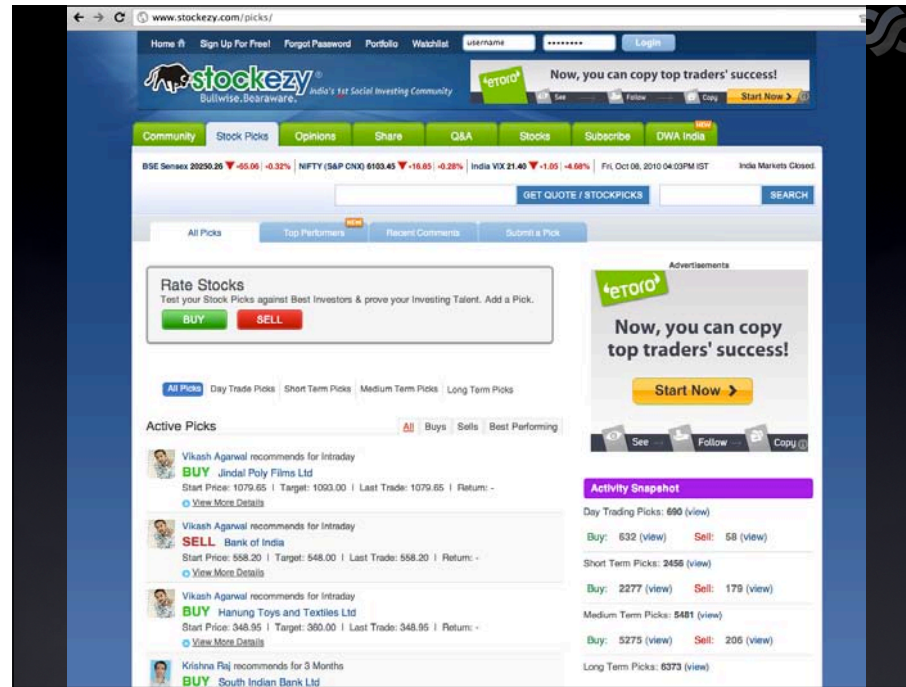 www.stockezy.com/picks/
Home Sign Up For Free! Forgot Password Portfolio Watchlist username •••••••• Login
stockezy
Bullwise.Bearaware.
India's 1st Social Investing Community
eToro
Now, you can copy top traders' success!
See Follow Copy Start Now >
NEW
Community Stock Picks Opinions Share Q&A Stocks Subscribe DWA India
BSE Sensex 20250.26 ▼ -65.06 | -0.32% NIFTY (S&P CNX) 6103.45 ▼ -16.65 | -0.28% India VIX 21.40 ▼ -1.05 | -4.68% Fri, Oct 08, 2010 04:03PM IST India Markets Closed.
GET QUOTE / STOCKPICKS SEARCH
NEW
All Picks Top Performers Recent Comments Submit a Pick
Rate Stocks
Test your Stock Picks against Best Investors & prove your Investing Talent. Add a Pick.
BUY SELL
All Picks Day Trade Picks Short Term Picks Medium Term Picks Long Term Picks
Active Picks All Buys Sells Best Performing
Vikash Agarwal recommends for Intraday
BUY Jindal Poly Films Ltd
Start Price: 1079.65 | Target: 1093.00 | Last Trade: 1079.65 | Return: -
View More Details
Vikash Agarwal recommends for Intraday
SELL Bank of India
Start Price: 558.20 | Target: 548.00 | Last Trade: 558.20 | Return: -
View More Details
Vikash Agarwal recommends for Intraday
BUY Hanung Toys and Textiles Ltd
Start Price: 348.95 | Target: 360.00 | Last Trade: 348.95 | Return: -
View More Details
Krishna Raj recommends for 3 Months
BUY South Indian Bank Ltd
Advertisements
eToro
Now, you can copy
top traders' success!
Start Now >
See Follow Copy
Activity Snapshot
Day Trading Picks: 690 (view)
Buy: 632 (view) Sell: 58 (view)
Short Term Picks: 2456 (view)
Buy: 2277 (view) Sell: 179 (view)
Medium Term Picks: 5481 (view)
Buy: 5275 (view) Sell: 206 (view)
Long Term Picks: 6373 (view)